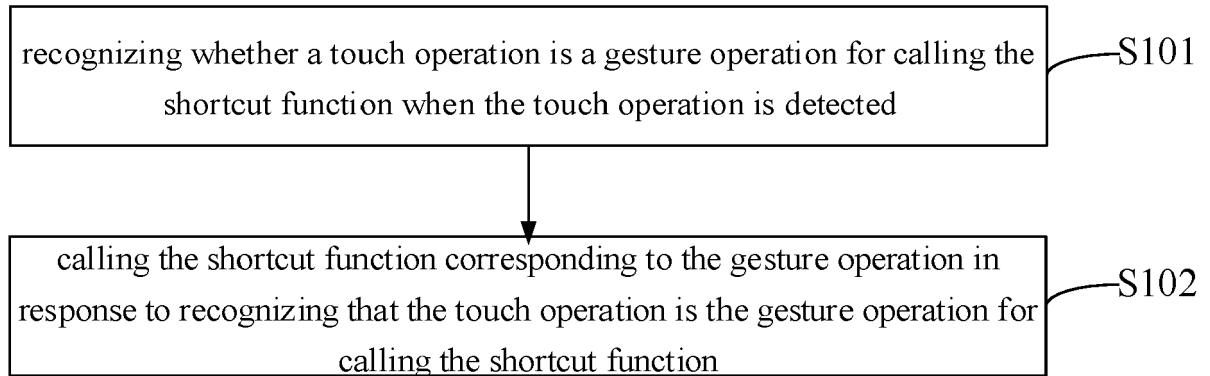 recognizing whether a touch operation is a gesture operation for calling the
shortcut function when the touch operation is detected
S101
calling the shortcut function corresponding to the gesture operation in
response to recognizing that the touch operation is the gesture operation for
calling the shortcut function
S102